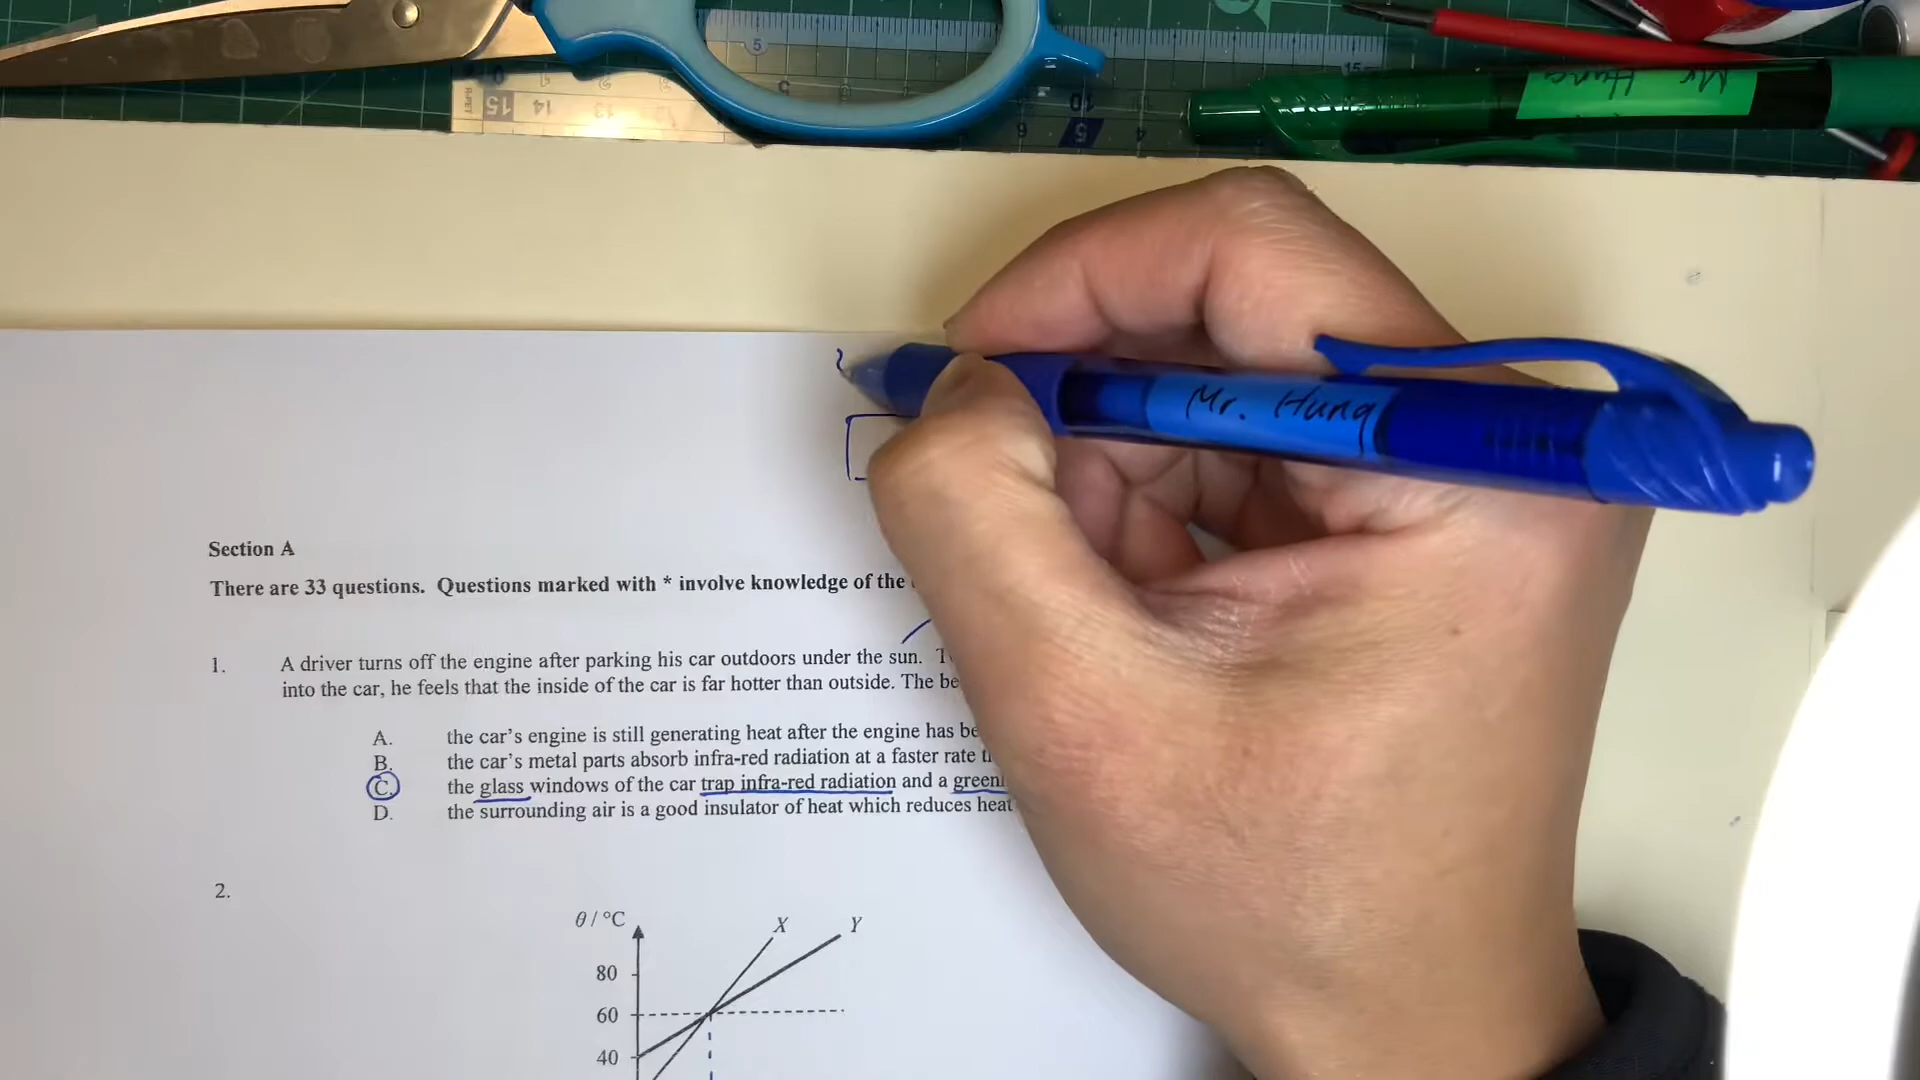 5
15
15 14 13
5
Mr Hung
Mr. Hung
Section A
There are 33 questions. Questions marked with * involve knowledge of the
1. A driver turns off the engine after parking his car outdoors under the sun.
into the car, he feels that the inside of the car is far hotter than outside. The
A. the car's engine is still generating heat after the engine has
B. the car's metal parts absorb infra-red radiation at a faster rate
C. the glass windows of the car trap infra-red radiation and a
D. the surrounding air is a good insulator of heat which reduces heat
2.
θ / °C
X Y
80
60
40